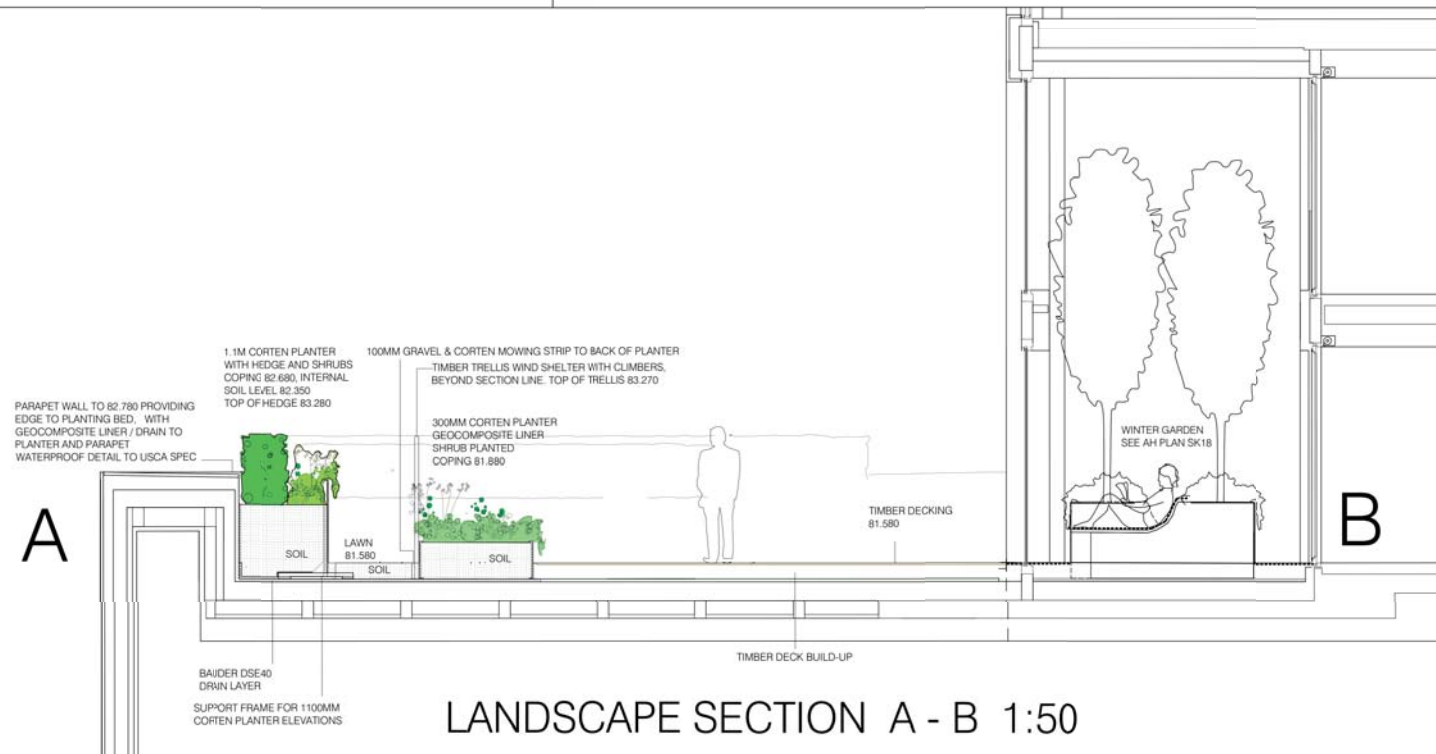 1.1M CORTEN PLANTER
WITH HEDGE AND SHRUBS
COPING 82.680, INTERNAL
SOIL LEVEL 82.350
TOP OF HEDGE 83.280
100MM GRAVEL & CORTEN MOWING STRIP TO BACK OF PLANTER
TIMBER TRELLIS WIND SHELTER WITH CLIMBERS,
BEYOND SECTION LINE. TOP OF TRELLIS 83.270
PARAPET WALL TO 82.780 PROVIDING
EDGE TO PLANTING BED, WITH
GEOCOMPOSITE LINER / DRAIN TO
PLANTER AND PARAPET
WATERPROOF DETAIL TO USCA SPEC
300MM CORTEN PLANTER
GEOCOMPOSITE LINER
SHRUB PLANTED
COPING 81.880
WINTER GARDEN
SEE AH PLAN SK18
A
B
TIMBER DECKING
81.580
LAWN
81.580
SOIL
SOIL
SOIL
TIMBER DECK BUILD-UP
BAUDER DSE40
DRAIN LAYER
SUPPORT FRAME FOR 1100MM
CORTEN PLANTER ELEVATIONS
LANDSCAPE SECTION A - B 1:50